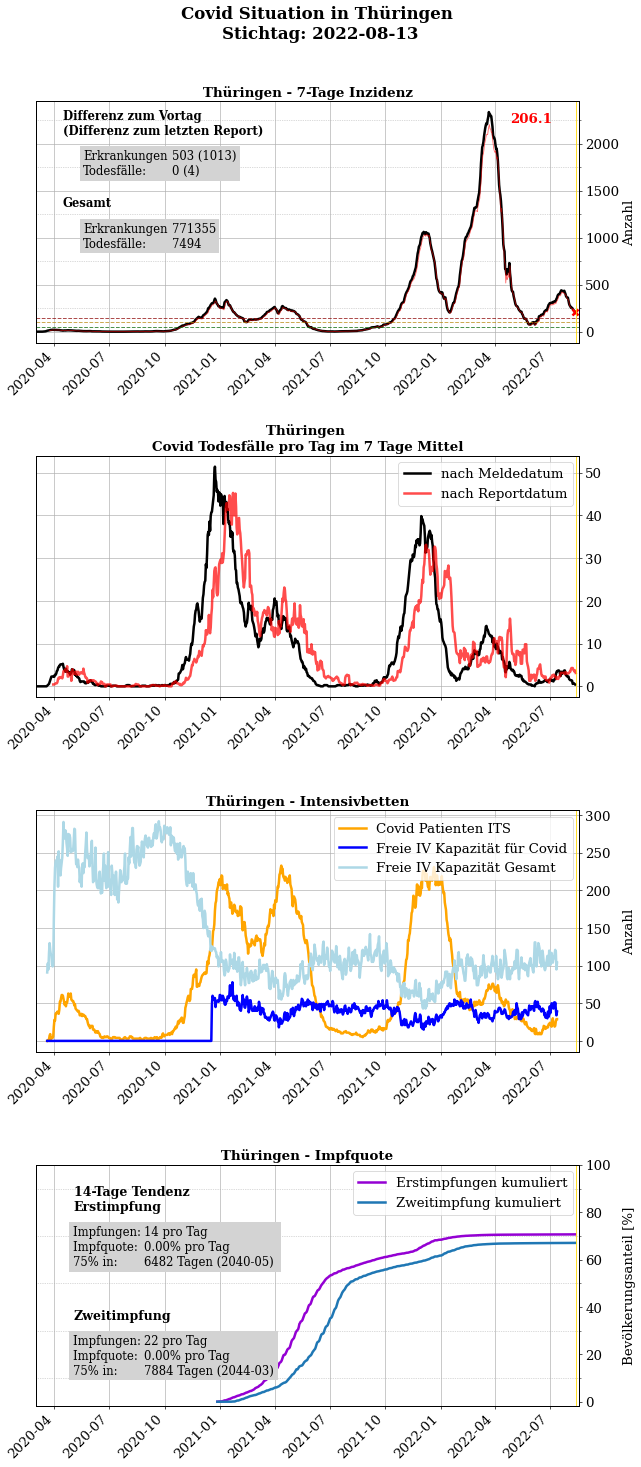 Covid Situation in Thüringen
Stichtag: 2022-08-13
Thüringen - 7-Tage Inzidenz
Differenz zum Vortag
(Differenz zum letzten Report)
Erkrankungen 503 (1013)
Todesfälle: 0 (4)
Gesamt
Erkrankungen 771355
Todesfälle: 7494
206.1
2000
1500
1000
500
0
Anzahl
2020-04
2020-07
2020-10
2021-01
2021-04
2021-07
2021-10
2022-01
2022-04
2022-07
Thüringen
Covid Todesfälle pro Tag im 7 Tage Mittel
nach Meldedatum
nach Reportdatum
50
40
30
20
10
0
2020-04
2020-07
2020-10
2021-01
2021-04
2021-07
2021-10
2022-01
2022-04
2022-07
Thüringen - Intensivbetten
Covid Patienten ITS
Freie IV Kapazität für Covid
Freie IV Kapazität Gesamt
300
250
200
150
100
50
0
Anzahl
2020-04
2020-07
2020-10
2021-01
2021-04
2021-07
2021-10
2022-01
2022-04
2022-07
Thüringen - Impfquote
14-Tage Tendenz
Erstimpfung
Impfungen: 14 pro Tag
Impfquote: 0.00% pro Tag
75% in: 6482 Tagen (2040-05)
Zweitimpfung
Impfungen: 22 pro Tag
Impfquote: 0.00% pro Tag
75% in: 7884 Tagen (2044-03)
Erstimpfungen kumuliert
Zweitimpfung kumuliert
100
80
60
40
20
0
Bevölkerungsanteil [%]
2020-04
2020-07
2020-10
2021-01
2021-04
2021-07
2021-10
2022-01
2022-04
2022-07